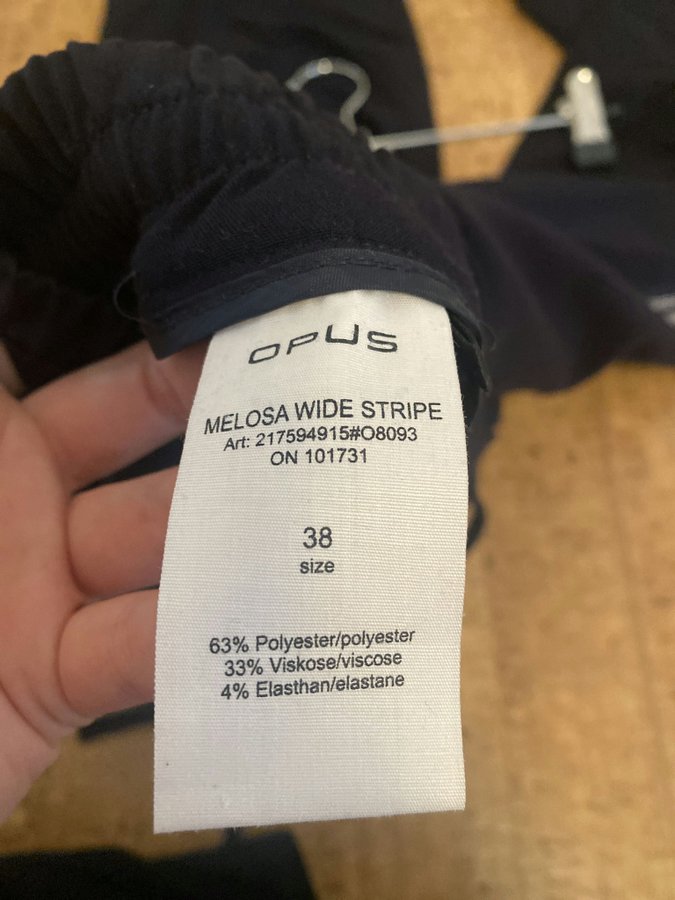 OPUS
MELOSA WIDE STRIPE
Art: 217594915#O8093
ON 101731
38
size
63% Polyester/polyester
33% Viskose/viscose
4% Elasthan/elastane